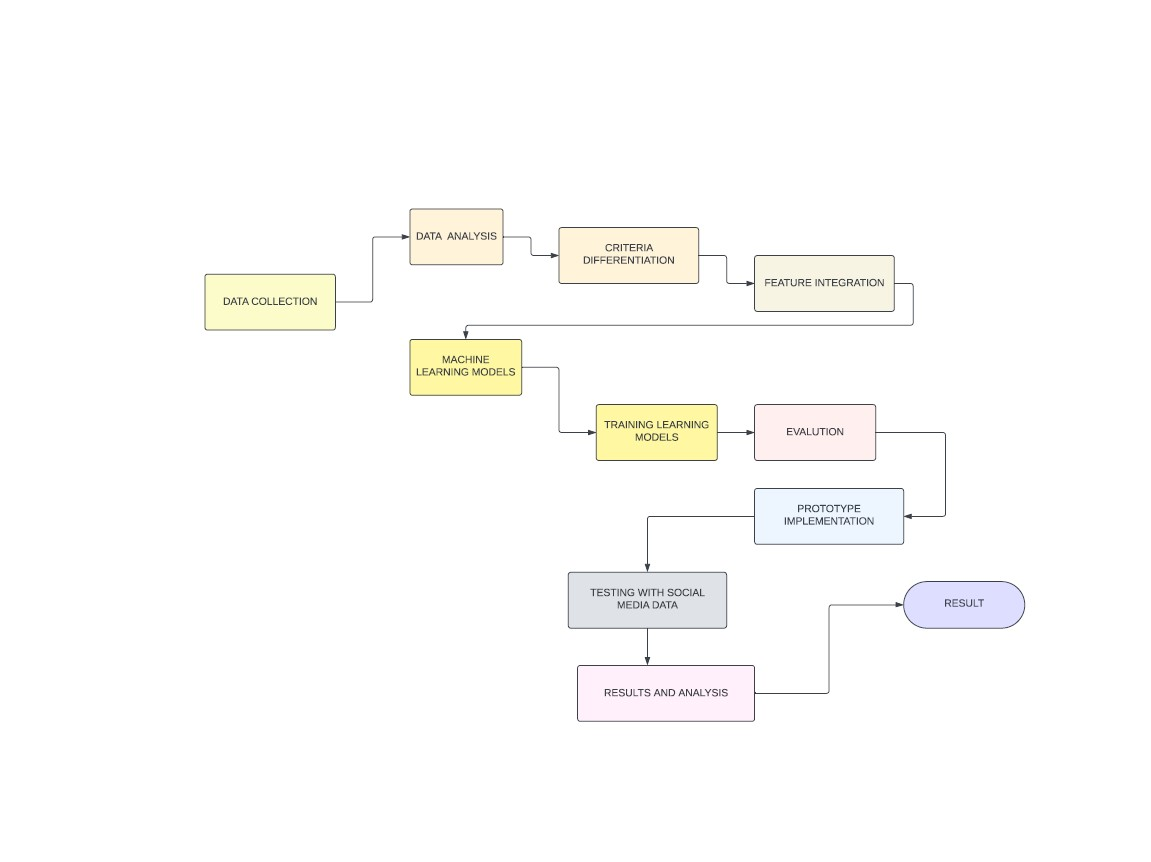 DATA COLLECTION
DATA ANALYSIS
CRITERIA
DIFFERENTIATION
FEATURE INTEGRATION
MACHINE
LEARNING MODELS
TRAINING LEARNING
MODELS
EVALUTION
PROTOTYPE
IMPLEMENTATION
TESTING WITH SOCIAL
MEDIA DATA
RESULTS AND ANALYSIS
RESULT